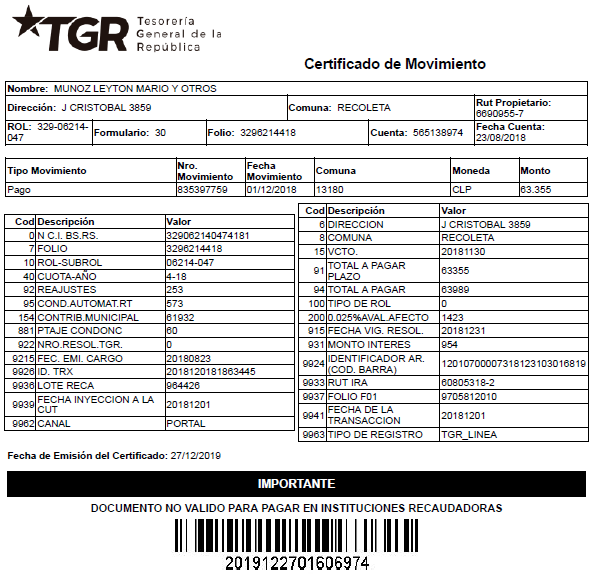 TGR Tesorería
General de la
República
Certificado de Movimiento
Nombre: MUNOZ LEYTON MARIO Y OTROS
Dirección: J CRISTOBAL 3859 Comuna: RECOLETA Rut Propietario: 6690955-7
ROL: 329-06214-047 Formulario: 30 Folio: 3296214418 Cuenta: 565138974 Fecha Cuenta: 23/08/2018
Tipo Movimiento Nro. Movimiento Fecha Movimiento Comuna Moneda Monto
Pago 835397759 01/12/2018 13180 CLP 63.355
Cod Descripción Valor
0 N C.I. BS.RS. 329062140474181
7 FOLIO 3296214418
10 ROL-SUBROL 06214-047
40 CUOTA-AÑO 4-18
92 REAJUSTES 253
95 COND.AUTOMAT.RT 573
154 CONTRIB.MUNICIPAL 61932
881 PTAJE CONDONC 60
922 NRO.RESOL.TGR. 0
9215 FEC. EMI. CARGO 20180823
9926 ID. TRX 2018120181863445
9936 LOTE RECA 964426
9939 FECHA INYECCION A LA CUT 20181201
9962 CANAL PORTAL
Cod Descripción Valor
6 DIRECCION J CRISTOBAL 3859
8 COMUNA RECOLETA
15 VCTO. 20181130
91 TOTAL A PAGAR PLAZO 63355
94 TOTAL A PAGAR 63989
100 TIPO DE ROL 0
200 0.025%AVAL.AFECTO 1423
915 FECHA VIG. RESOL. 20181231
931 MONTO INTERES 954
9924 IDENTIFICADOR AR. (COD. BARRA) 12010700007318123103016819
9933 RUT IRA 60805318-2
9937 FOLIO F01 9705812010
9941 FECHA DE LA TRANSACCION 20181201
9963 TIPO DE REGISTRO TGR_LINEA
Fecha de Emisión del Certificado: 27/12/2019
IMPORTANTE
DOCUMENTO NO VALIDO PARA PAGAR EN INSTITUCIONES RECAUDADORAS
2019122701606974